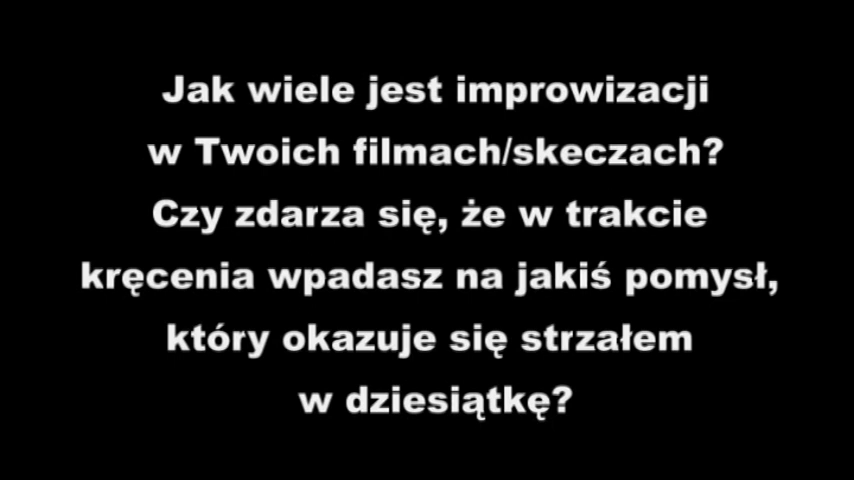 Jak wiele jest improwizacji
w Twoich filmach/skeczach?
Czy zdarza się, że w trakcie
kręcenia wpadasz na jakiś pomysł,
który okazuje się strzałem
w dziesiątkę?